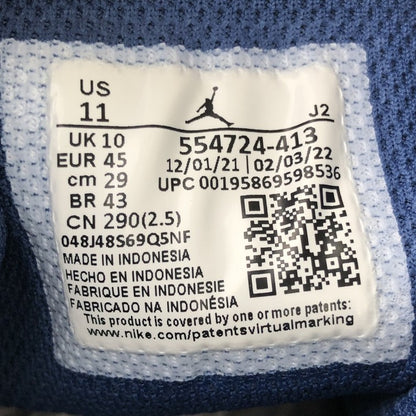 US
11
J2
UK 10
554724-413
EUR 45
12/01/21 | 02/03/22
cm 29
UPC 00195869598536
BR 43
CN 290(2.5)
048J48S69Q5NF
MADE IN INDONESIA
HECHO EN INDONESIA
FABRIQUE EN INDONESIE
FABRICADO NA INDONÉSIA
This product is covered by one or more patents
www.nike.com/patentsvirtualmarking